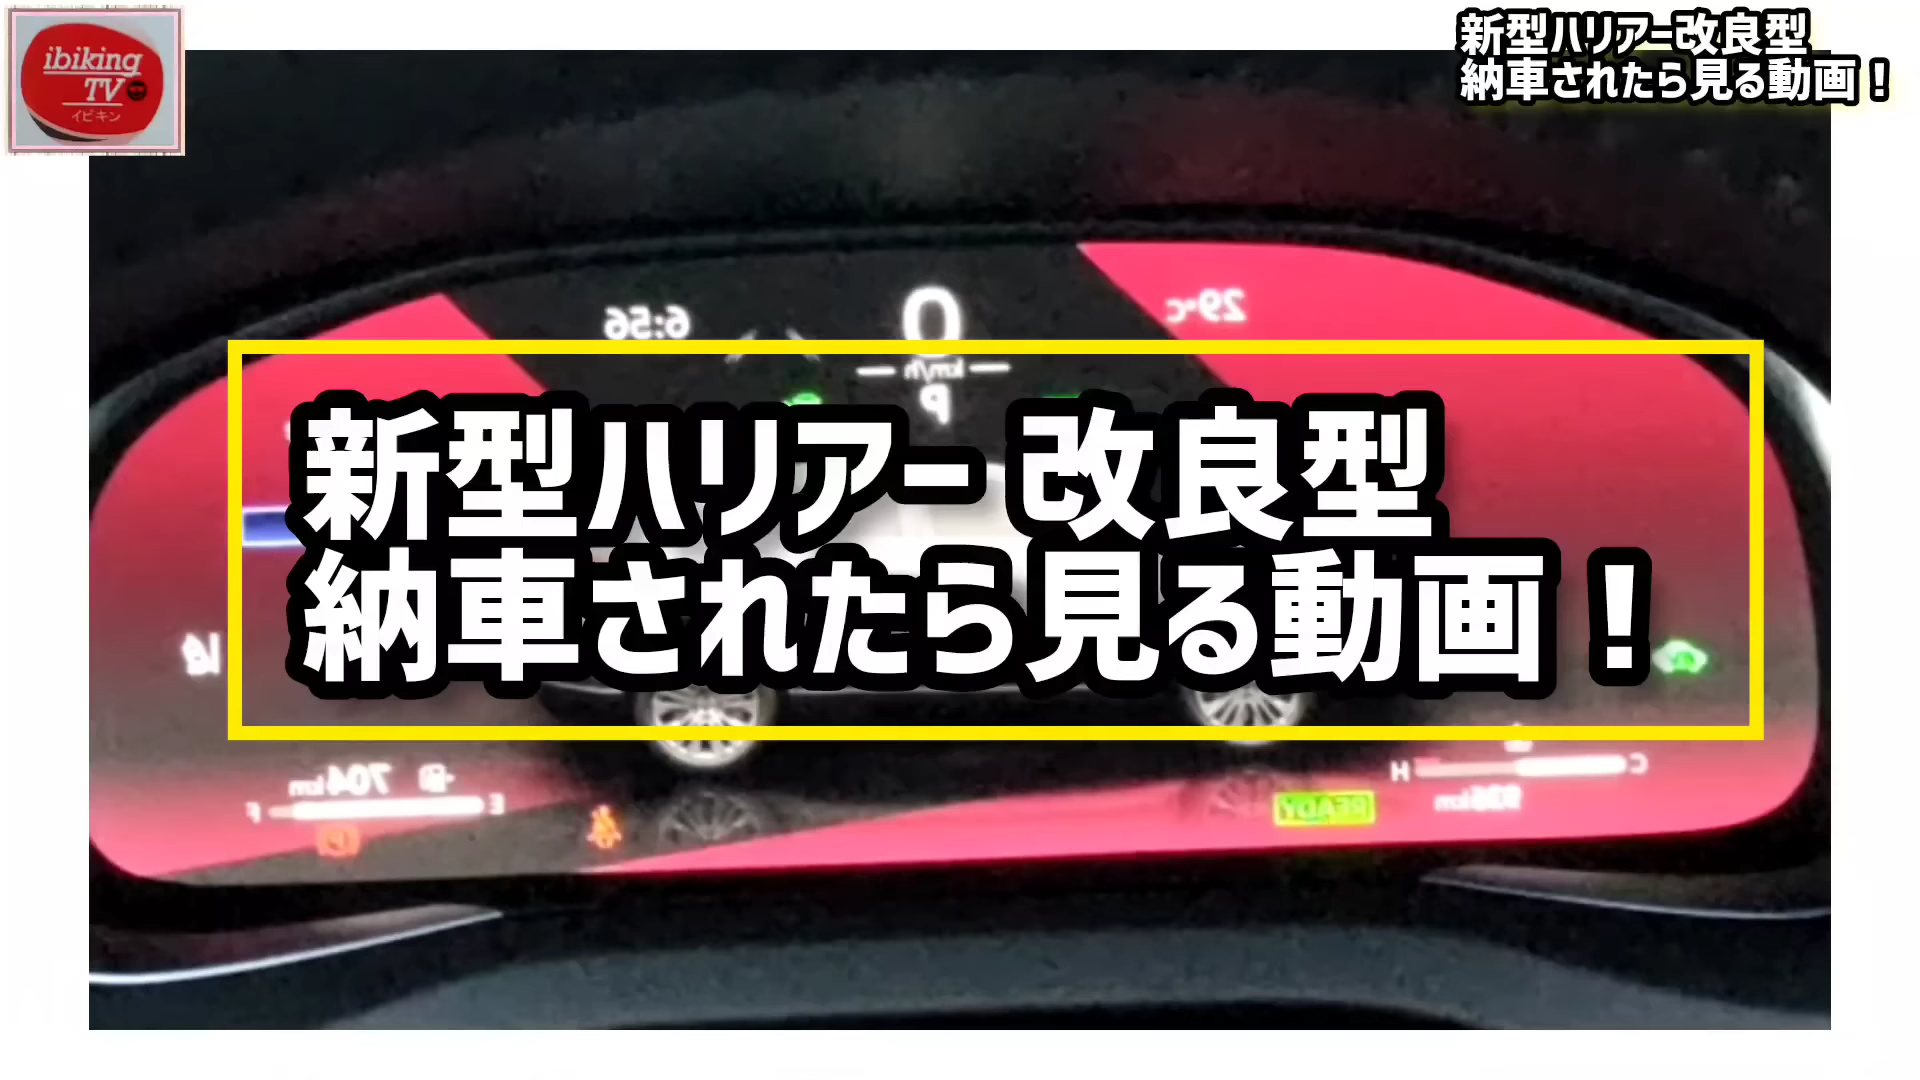 ibiking
TV
イビキン
新型ハリアー改良型
納車されたら見る動画！
6:56
0
km/h
P
29°C
新型ハリアー 改良型
納車されたら見る動画！
704km
E
F
READY
H
C